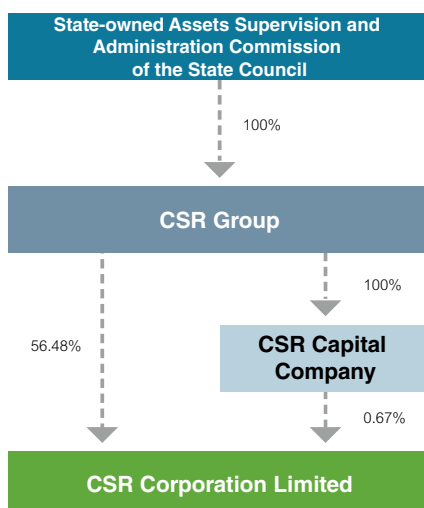 State-owned Assets Supervision and
Administration Commission
of the State Council
100%
CSR Group
100%
56.48%
CSR Capital
Company
0.67%
CSR Corporation Limited